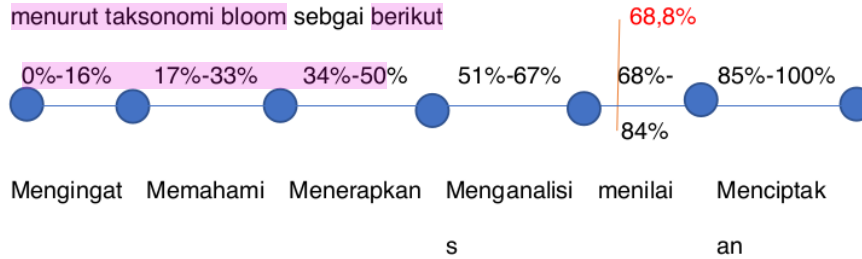 menurut taksonomi bloom sebgai berikut
68,8%
0%-16% 17%-33% 34%-50% 51%-67% 68%- 85%-100%
84%
Mengingat Memahami Menerapkan Menganalisi menilai Menciptak
s an